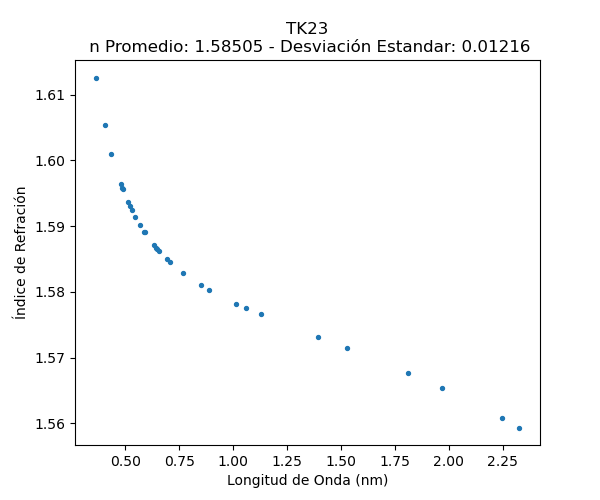 TK23
n Promedio: 1.58505 - Desviación Estandar: 0.01216
1.61
1.60
1.59
1.58
1.57
1.56
Índice de Refración
0.50 0.75 1.00 1.25 1.50 1.75 2.00 2.25
Longitud de Onda (nm)